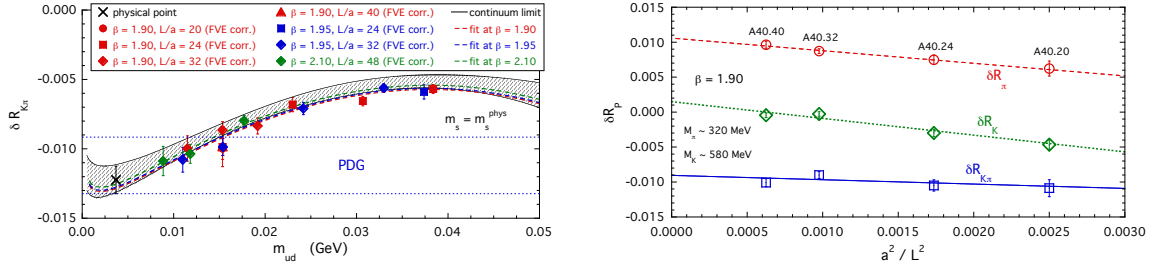 physical point
β = 1.90, L/a = 20 (FVE corr.)
β = 1.90, L/a = 24 (FVE corr.)
β = 1.90, L/a = 32 (FVE corr.)
β = 1.90, L/a = 40 (FVE corr.)
β = 1.95, L/a = 24 (FVE corr.)
β = 1.95, L/a = 32 (FVE corr.)
β = 2.10, L/a = 48 (FVE corr.)
continuum limit
fit at β = 1.90
fit at β = 1.95
fit at β = 2.10
-0.005
-0.010
-0.015
δ R_Kπ
m_s = m_s^phys
PDG
0.00 0.01 0.02 0.03 0.04 0.05
m_ud (GeV)
0.015
0.010
0.005
0.000
-0.005
-0.010
-0.015
δR_P
A40.40 A40.32 A40.24 A40.20
δR_π
β = 1.90
δR_K
M_π ~ 320 MeV
M_K ~ 580 MeV
δR_Kπ
0.0000 0.0005 0.0010 0.0015 0.0020 0.0025 0.0030
a² / L²